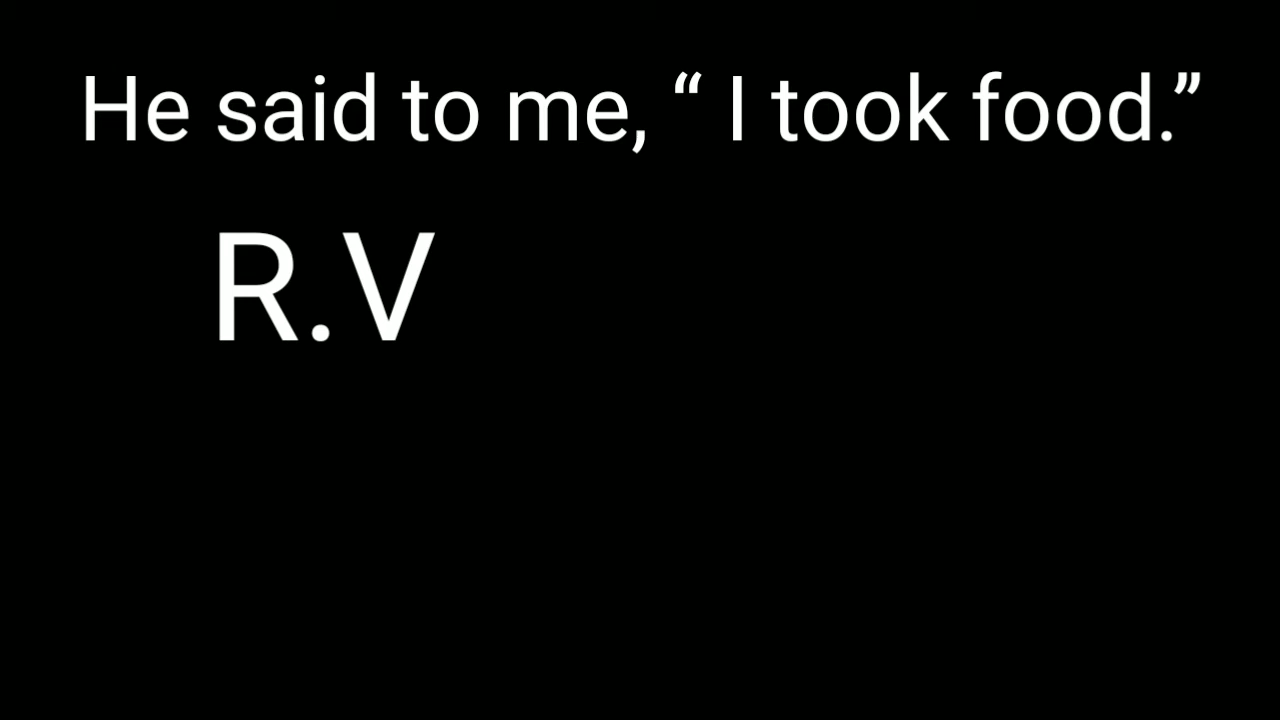 He said to me, “ I took food.”
R.V